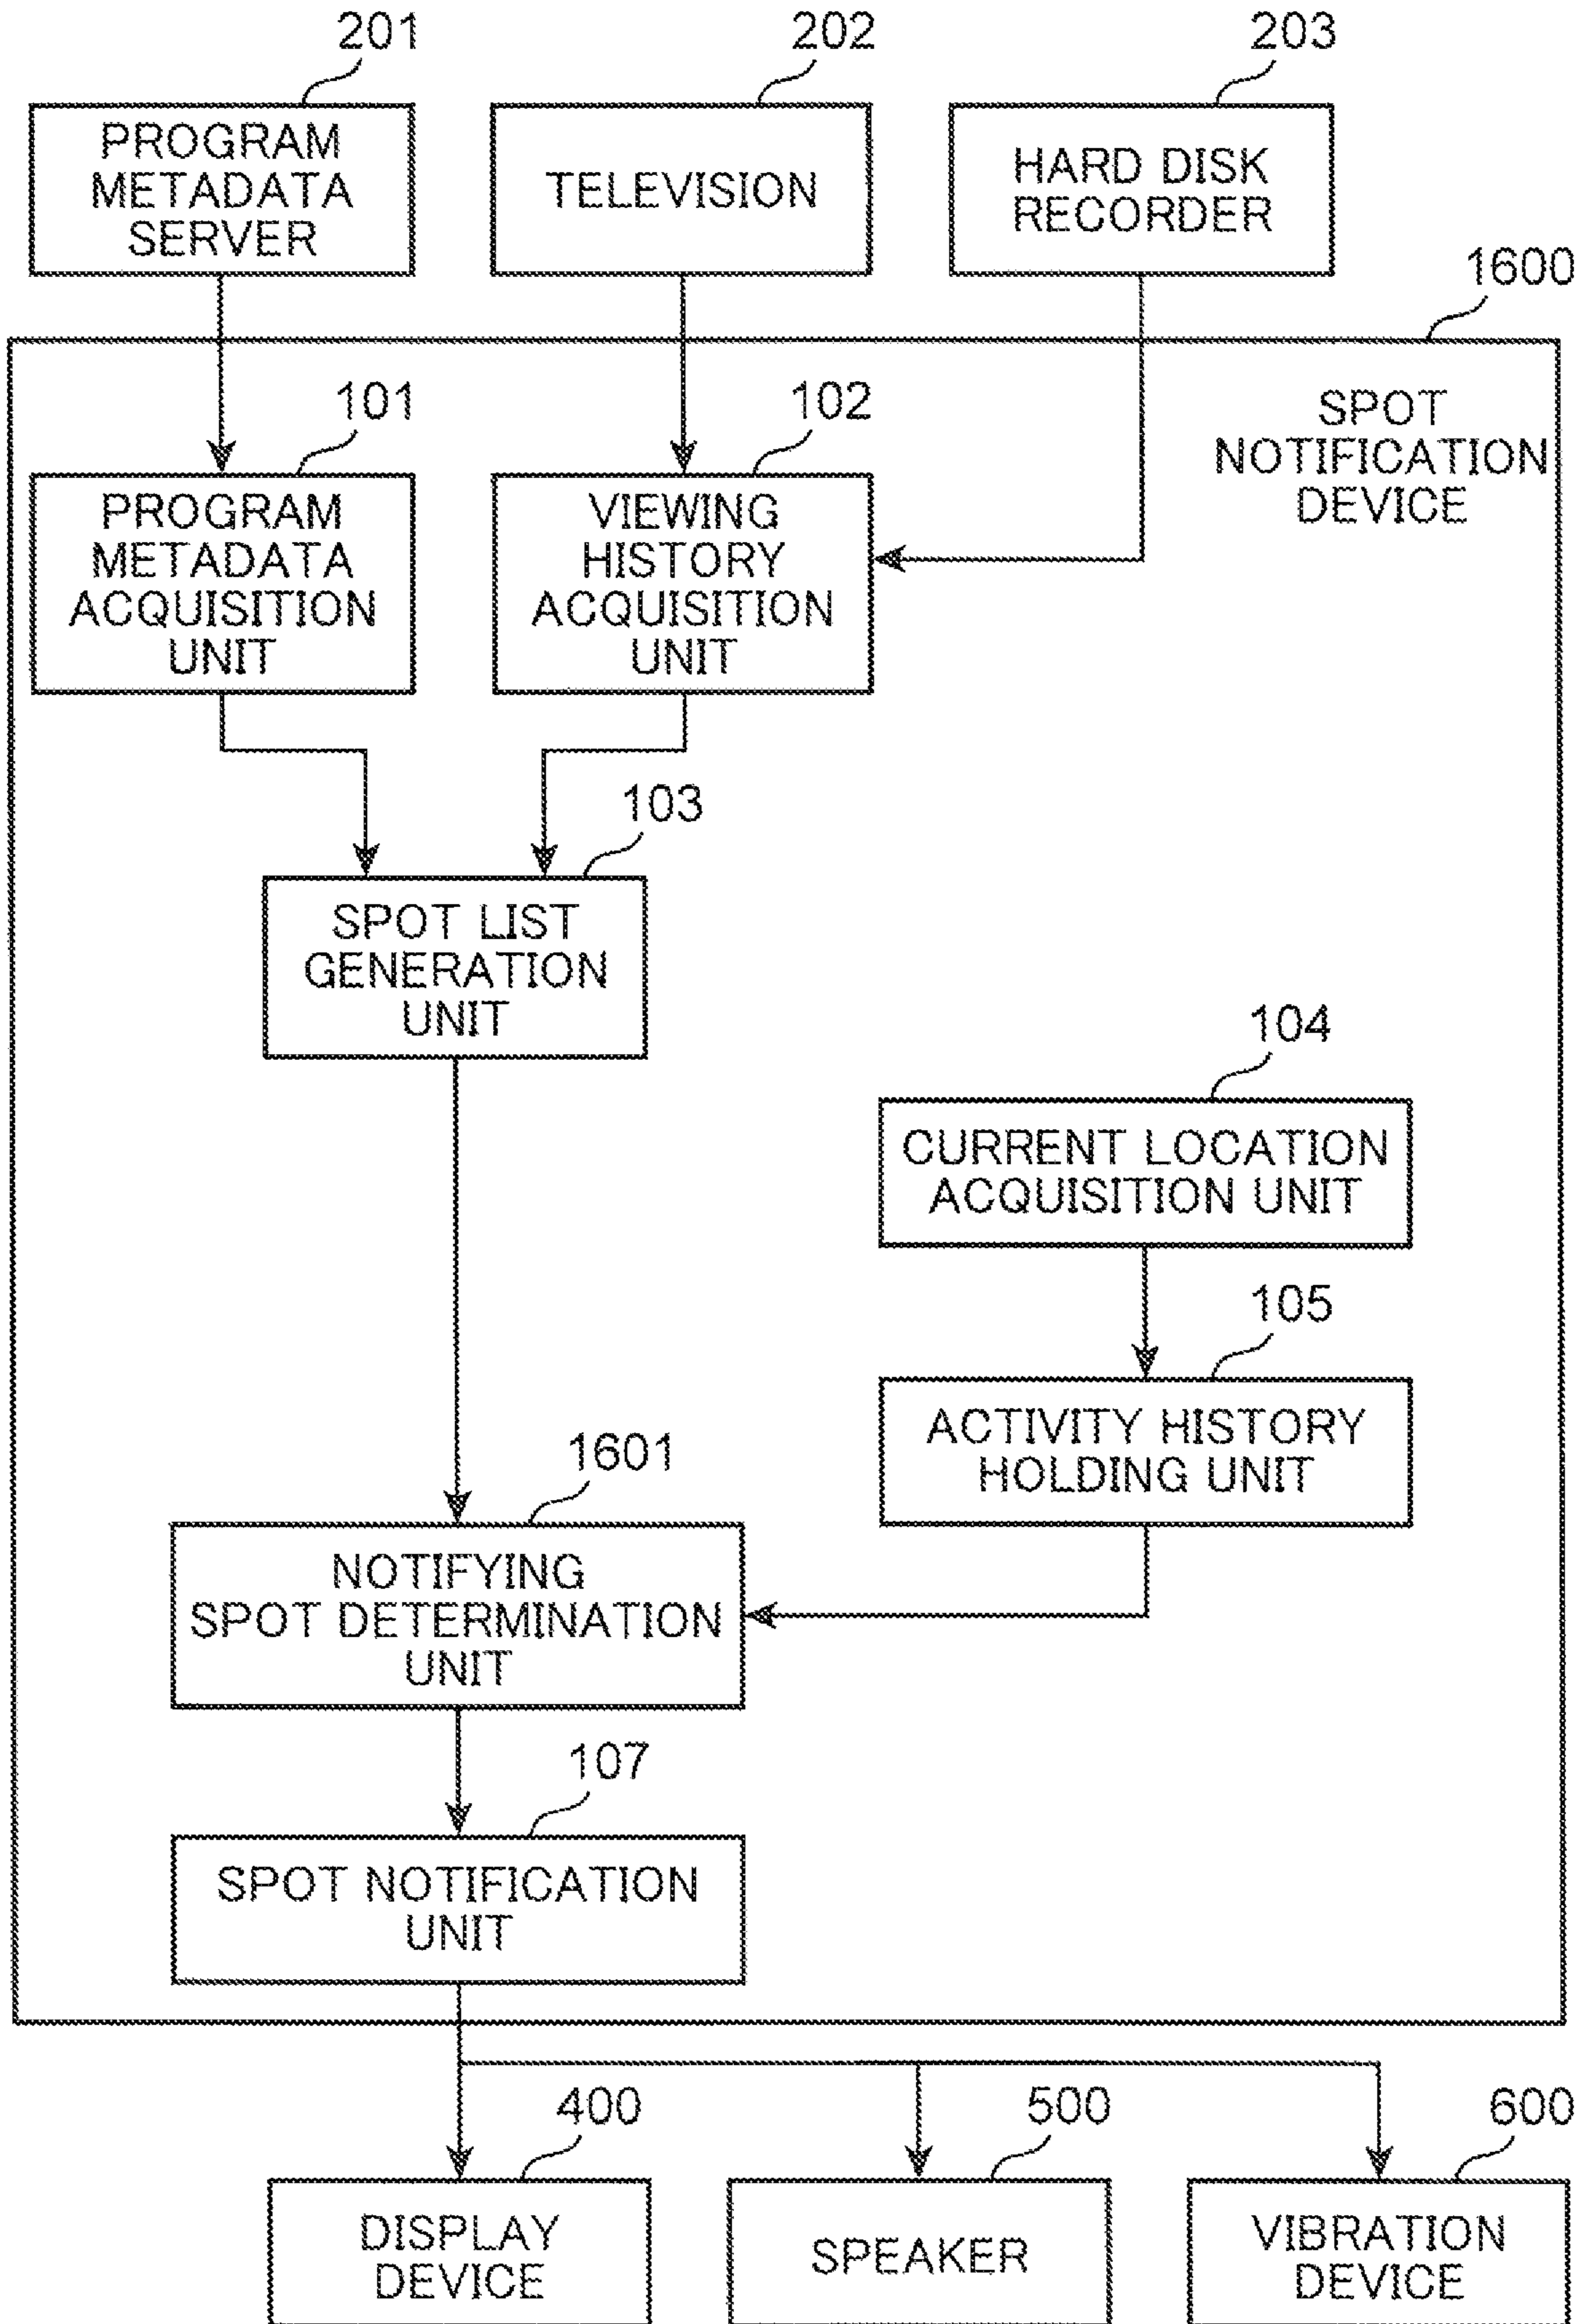 201
202
203
PROGRAM
METADATA
SERVER
TELEVISION
HARD DISK
RECORDER
1600
SPOT
NOTIFICATION
DEVICE
101
102
PROGRAM
METADATA
ACQUISITION
UNIT
VIEWING
HISTORY
ACQUISITION
UNIT
103
SPOT LIST
GENERATION
UNIT
104
CURRENT LOCATION
ACQUISITION UNIT
105
ACTIVITY HISTORY
HOLDING UNIT
1601
NOTIFYING
SPOT DETERMINATION
UNIT
107
SPOT NOTIFICATION
UNIT
400
500
600
DISPLAY
DEVICE
SPEAKER
VIBRATION
DEVICE